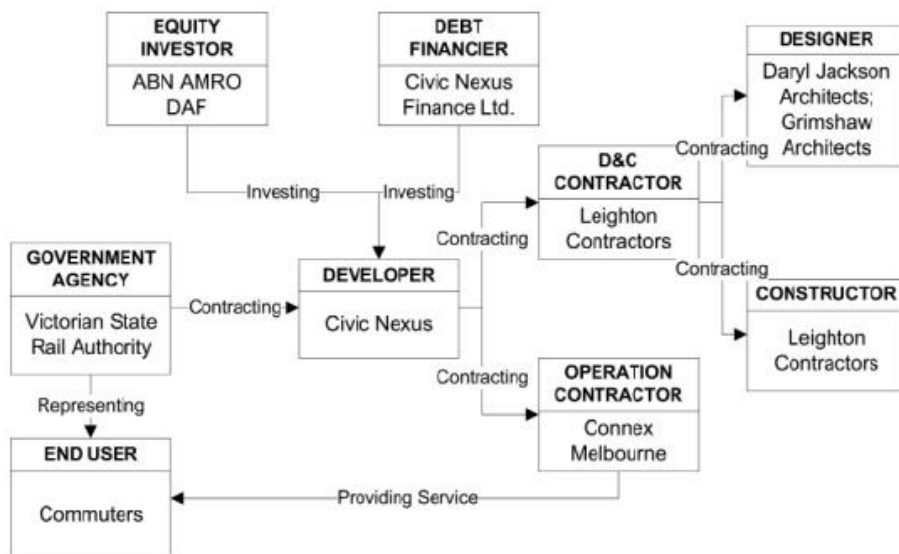 EQUITY
INVESTOR
ABN AMRO
DAF
DEBT
FINANCIER
Civic Nexus
Finance Ltd.
DESIGNER
Daryl Jackson
Architects;
Grimshaw
Architects
Contracting
D&C
CONTRACTOR
Leighton
Contractors
Investing
Investing
Contracting
Contracting
GOVERNMENT
AGENCY
Victorian State
Rail Authority
Contracting
DEVELOPER
Civic Nexus
CONSTRUCTOR
Leighton
Contractors
Contracting
OPERATION
CONTRACTOR
Connex
Melbourne
Representing
END USER
Commuters
Providing Service